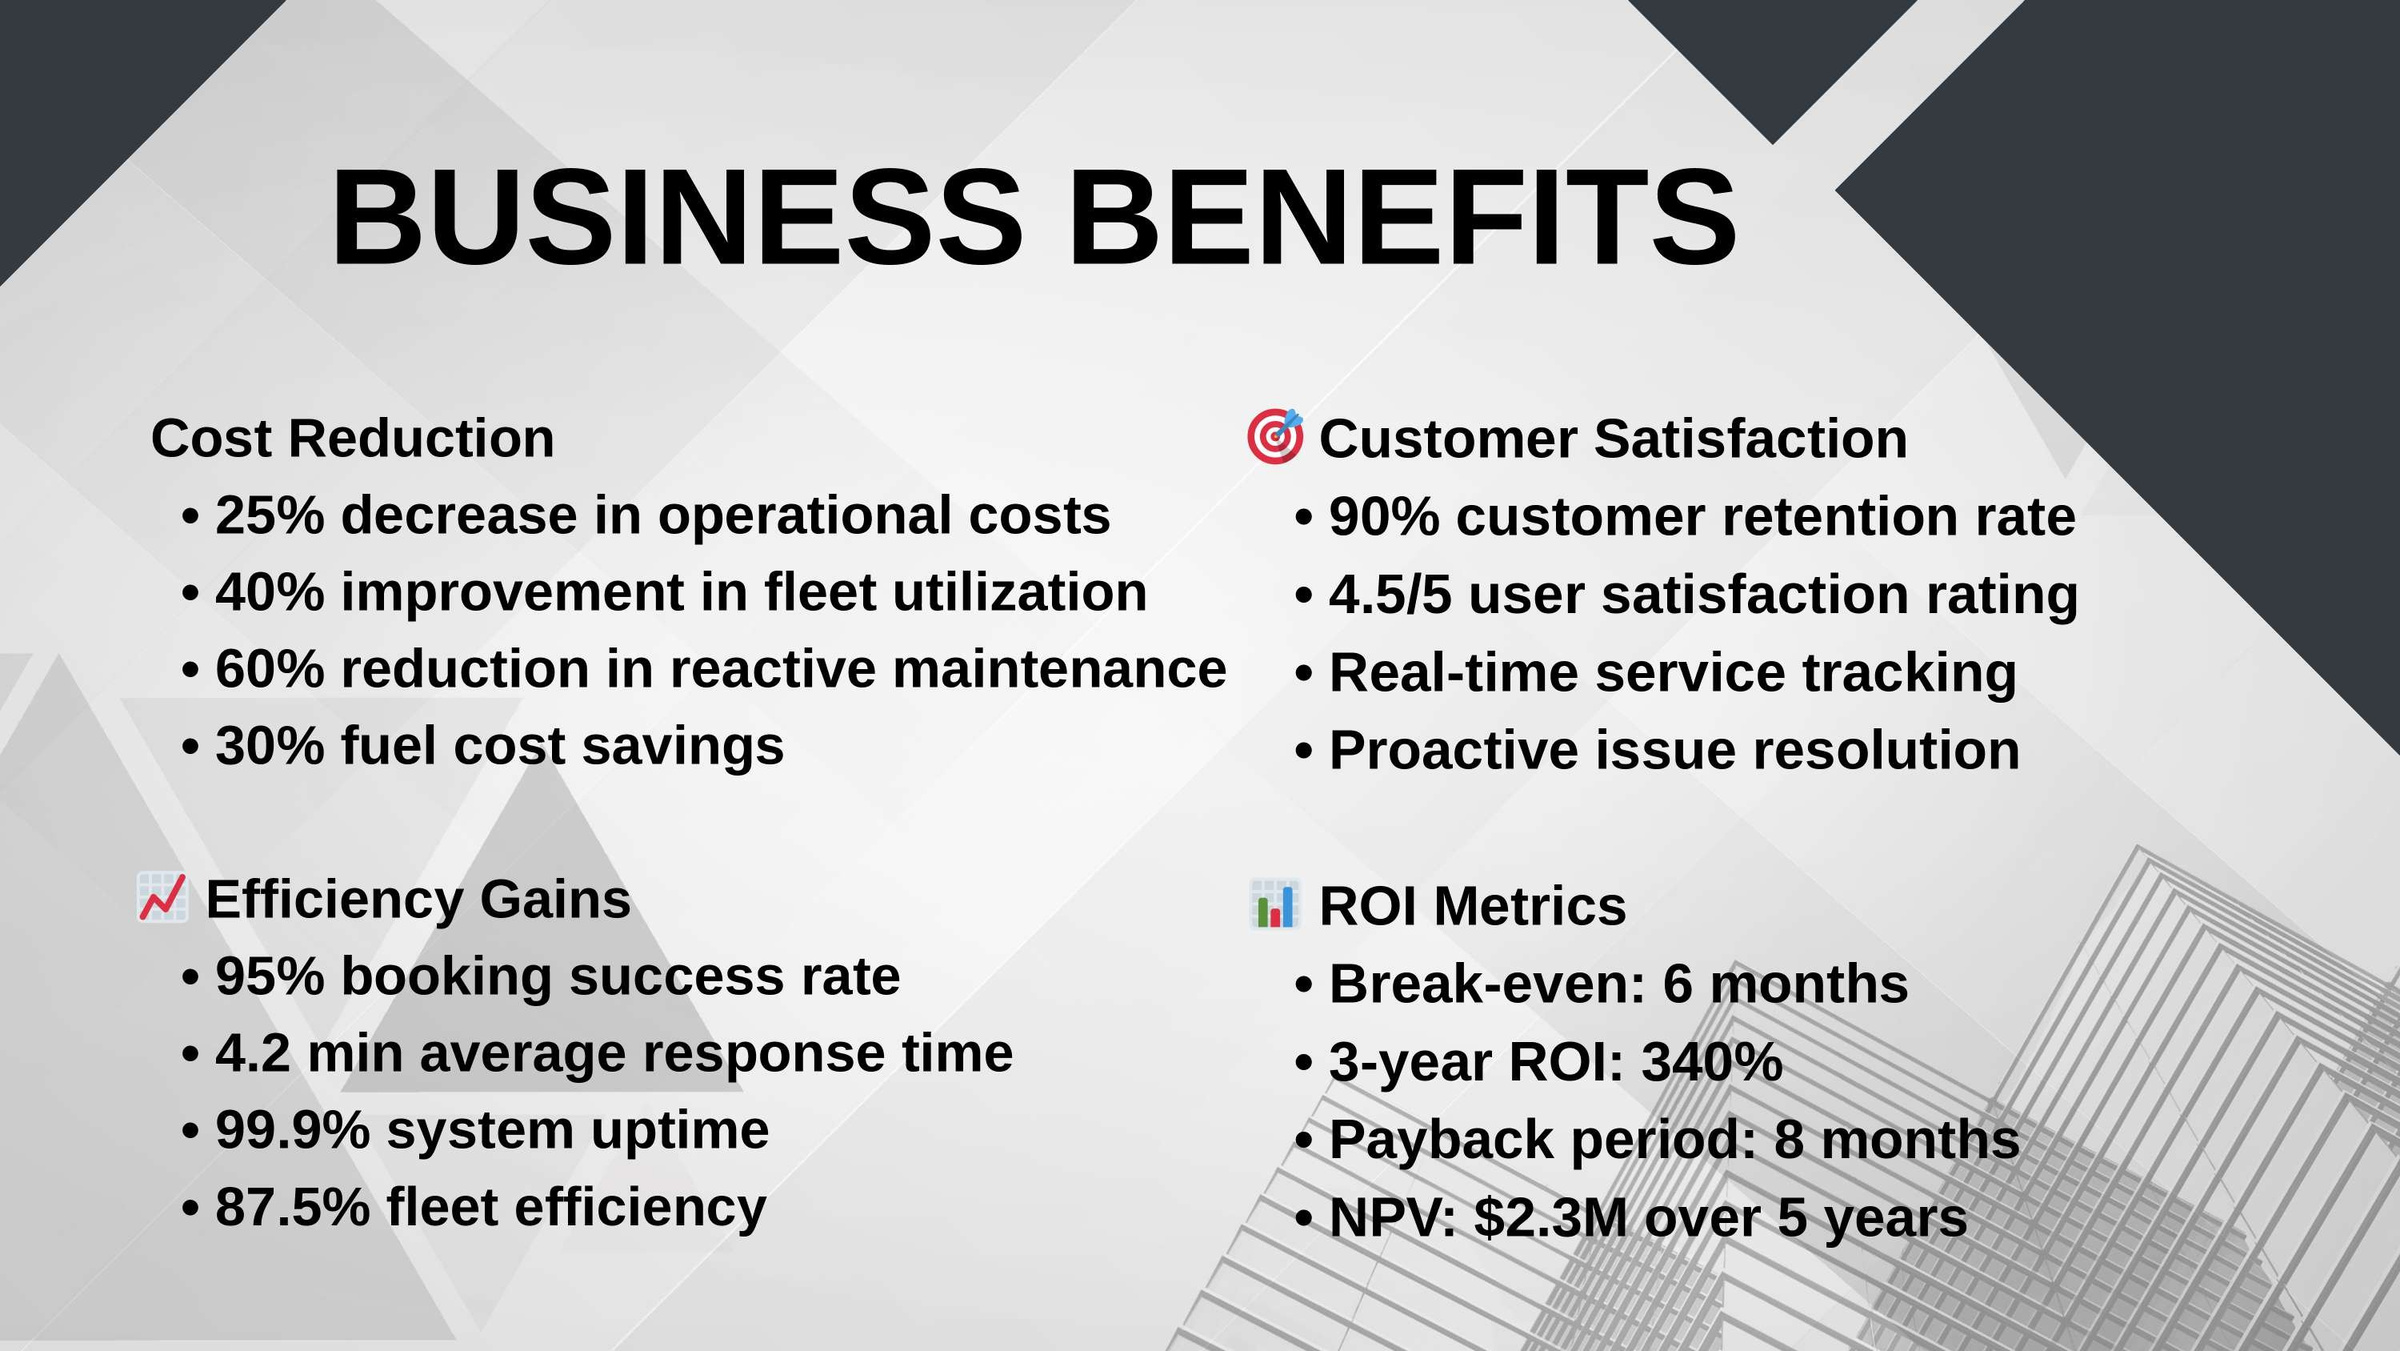 BUSINESS BENEFITS
Cost Reduction
• 25% decrease in operational costs
• 40% improvement in fleet utilization
• 60% reduction in reactive maintenance
• 30% fuel cost savings
📈 Efficiency Gains
• 95% booking success rate
• 4.2 min average response time
• 99.9% system uptime
• 87.5% fleet efficiency
🎯 Customer Satisfaction
• 90% customer retention rate
• 4.5/5 user satisfaction rating
• Real-time service tracking
• Proactive issue resolution
📊 ROI Metrics
• Break-even: 6 months
• 3-year ROI: 340%
• Payback period: 8 months
• NPV: $2.3M over 5 years